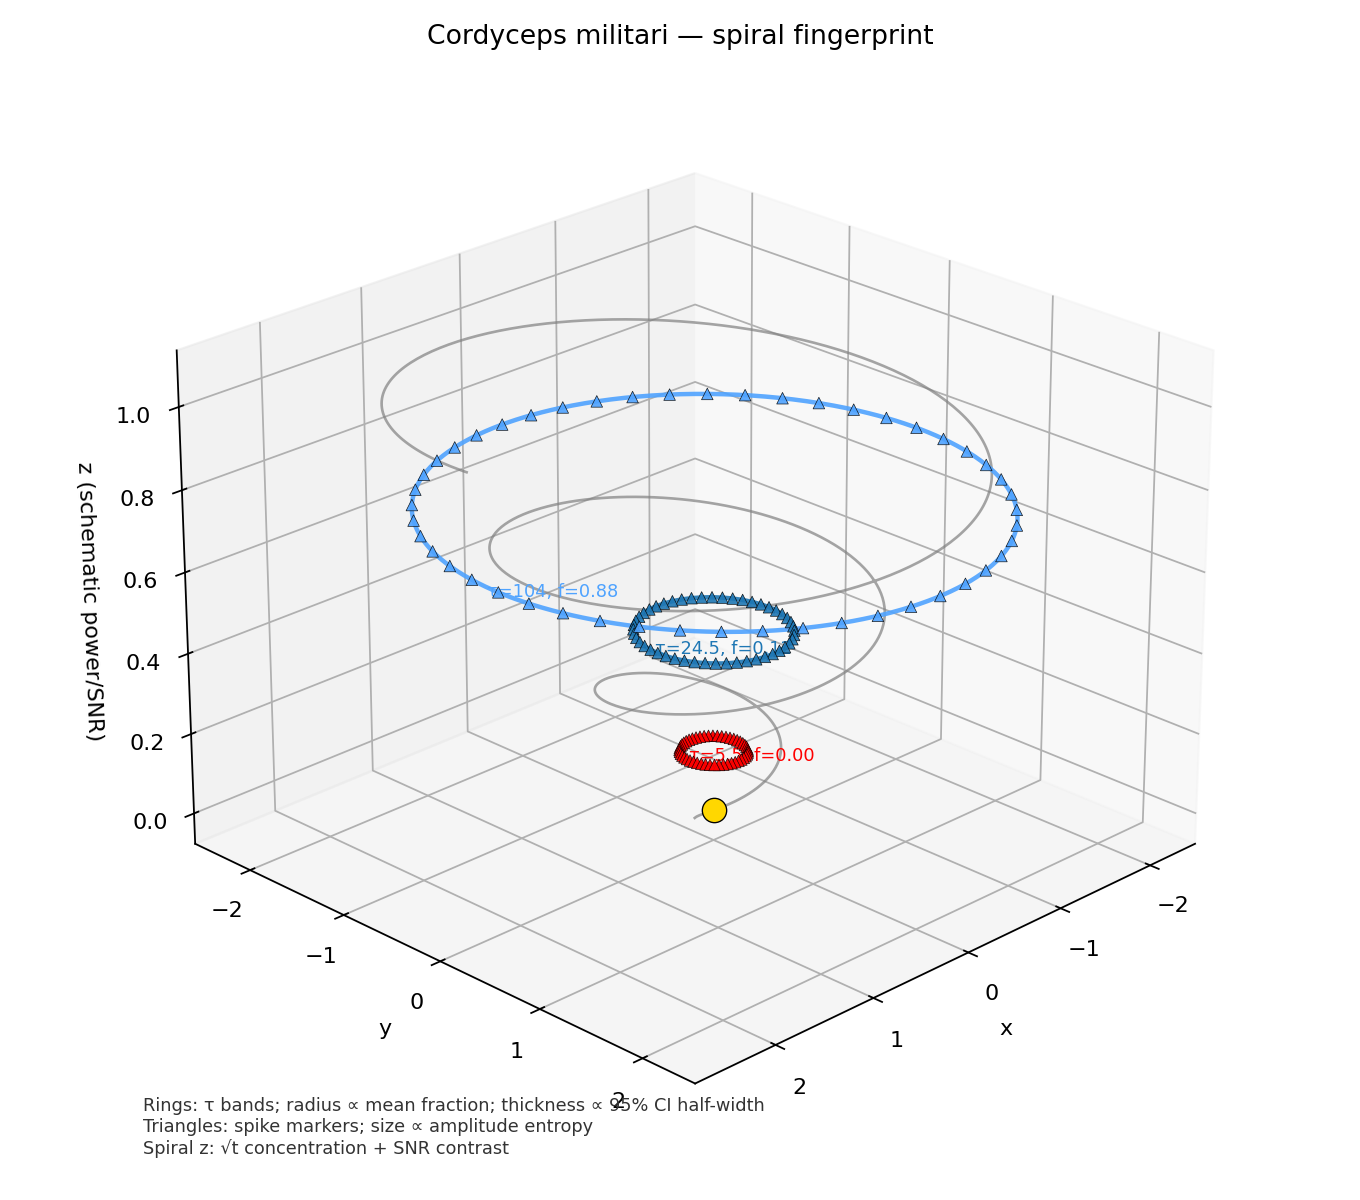 Cordyceps militari — spiral fingerprint
1.0
0.8
0.6
0.4
0.2
0.0
z (schematic power/SNR)
=104, f=0.88
τ=24.5, f=0.1
τ=5.5, f=0.00
−2
−1
0
1
2
y
−2
−1
0
1
2
x
Rings: τ bands; radius ∝ mean fraction; thickness ∝ 95% CI half-width
Triangles: spike markers; size ∝ amplitude entropy
Spiral z: √t concentration + SNR contrast